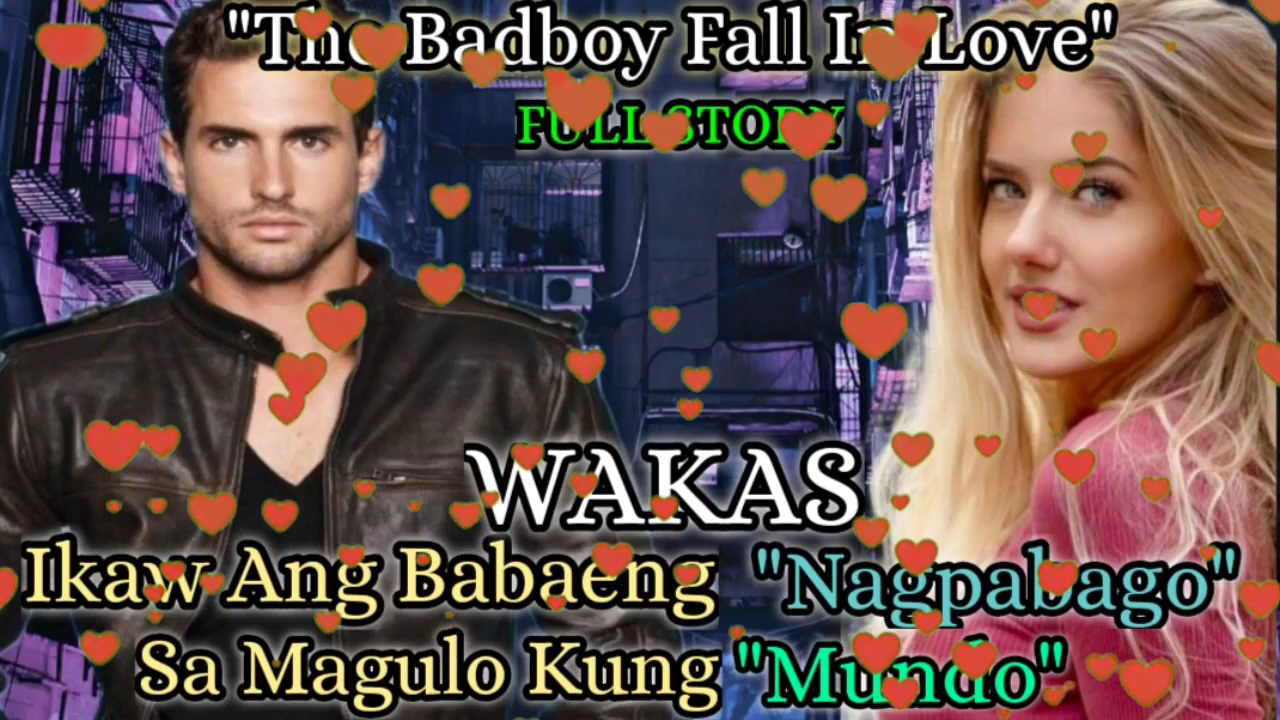 "The Badboy Fall In Love"
FULL STORY
WAKAS
Ikaw Ang Babaeng "Nagpabago"
Sa Magulo Kung "Mundo"